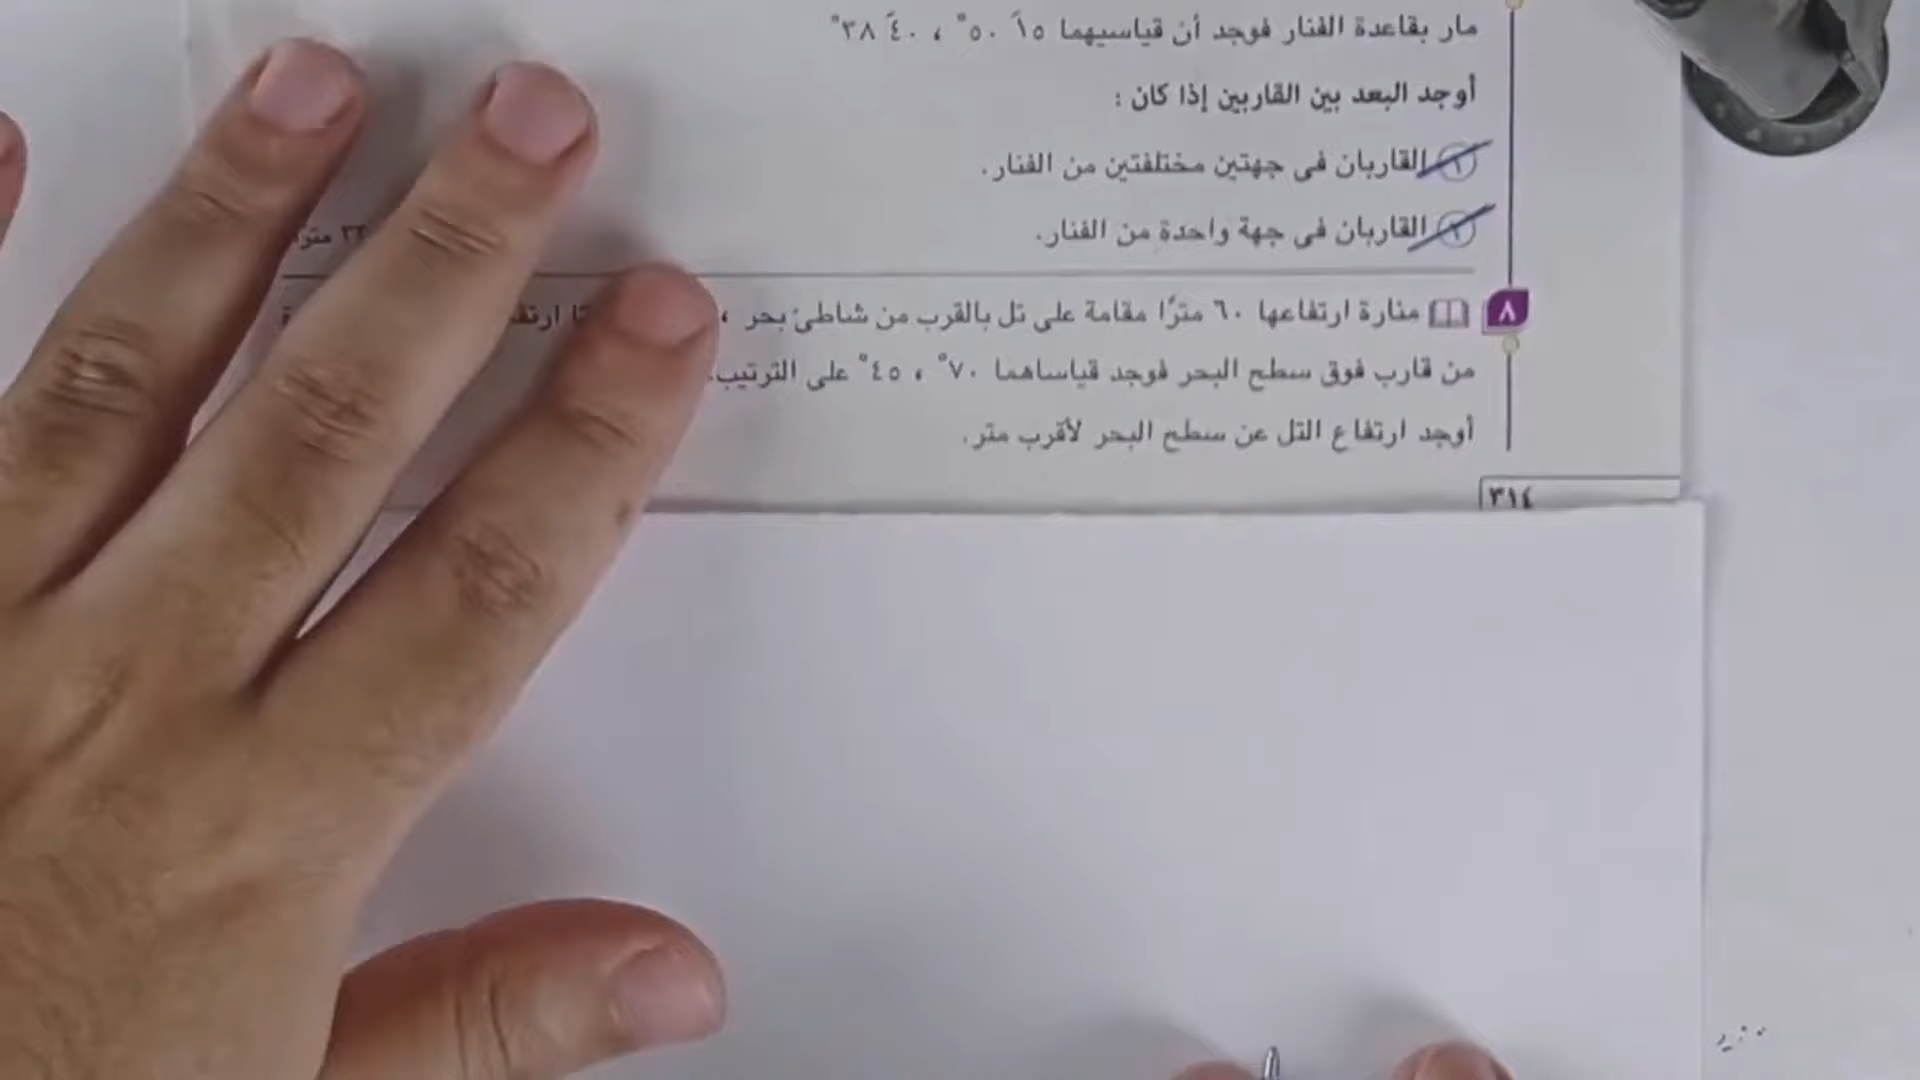 مار بقاعدة الفنار فوجد أن قياسيهما ١٥َ ٥٠° ، ٤٠َ ٣٨°
أوجد البعد بين القاربين إذا كان :
١ القاربان فى جهتين مختلفتين من الفنار.
٢ القاربان فى جهة واحدة من الفنار.
مترًا
٨ منارة ارتفاعها ٦٠ مترًا مقامة على تل بالقرب من شاطئ بحر ،
من قارب فوق سطح البحر فوجد قياساهما ٧٠° ، ٤٥° على الترتيب.
أوجد ارتفاع التل عن سطح البحر لأقرب متر.
٣١٤